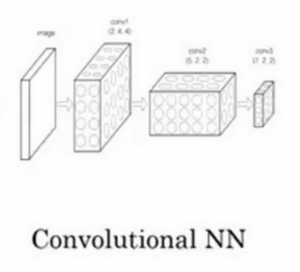 image
conv1
(2, 4, 4)
conv2
(5, 2, 2)
conv3
(1, 2, 2)
Convolutional NN